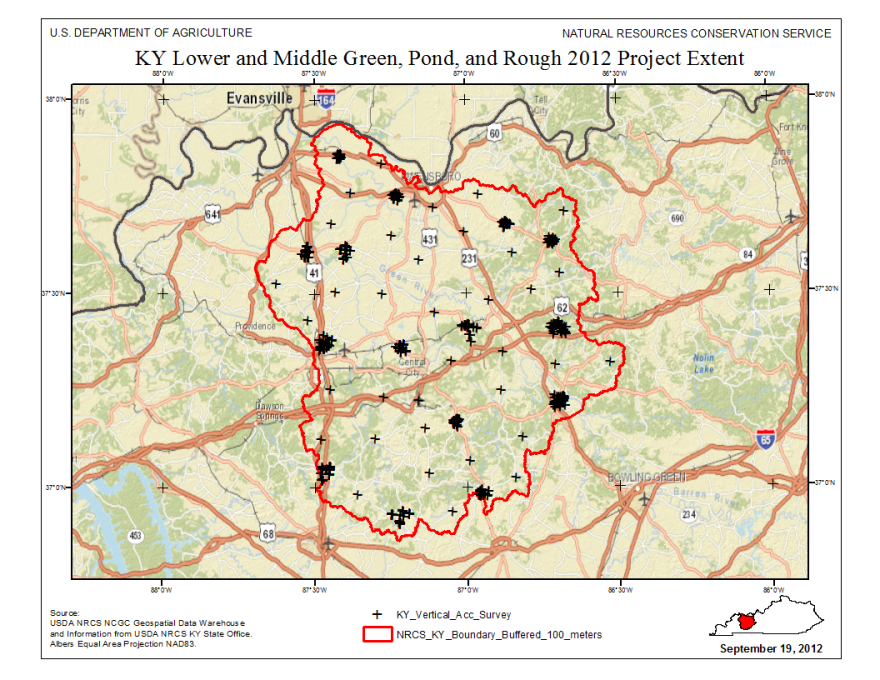 U.S. DEPARTMENT OF AGRICULTURE
NATURAL RESOURCES CONSERVATION SERVICE
KY Lower and Middle Green, Pond, and Rough 2012 Project Extent
88°0'W 87°30'W 87°0'W 86°30'W 86°0'W
38°0'N
38°0'N
Evansville
164
Tell
City
60
Fort Kn
Grove
641
431
231
690
41
84
Green River
37°30'N
37°30'N
62
Providence
Central
City
Nolin
Lake
Dawson
Springs
65
BOWLING GREEN
37°0'N
37°0'N
Barren River
234
453
68
88°0'W 87°30'W 87°0'W 86°30'W 86°0'W
Source:
USDA NRCS NCGC Geospatial Data Warehouse
and Information from USDA NRCS KY State Office.
Albers Equal Area Projection NAD83.
KY_Vertical_Acc_Survey
NRCS_KY_Boundary_Buffered_100_meters
September 19, 2012